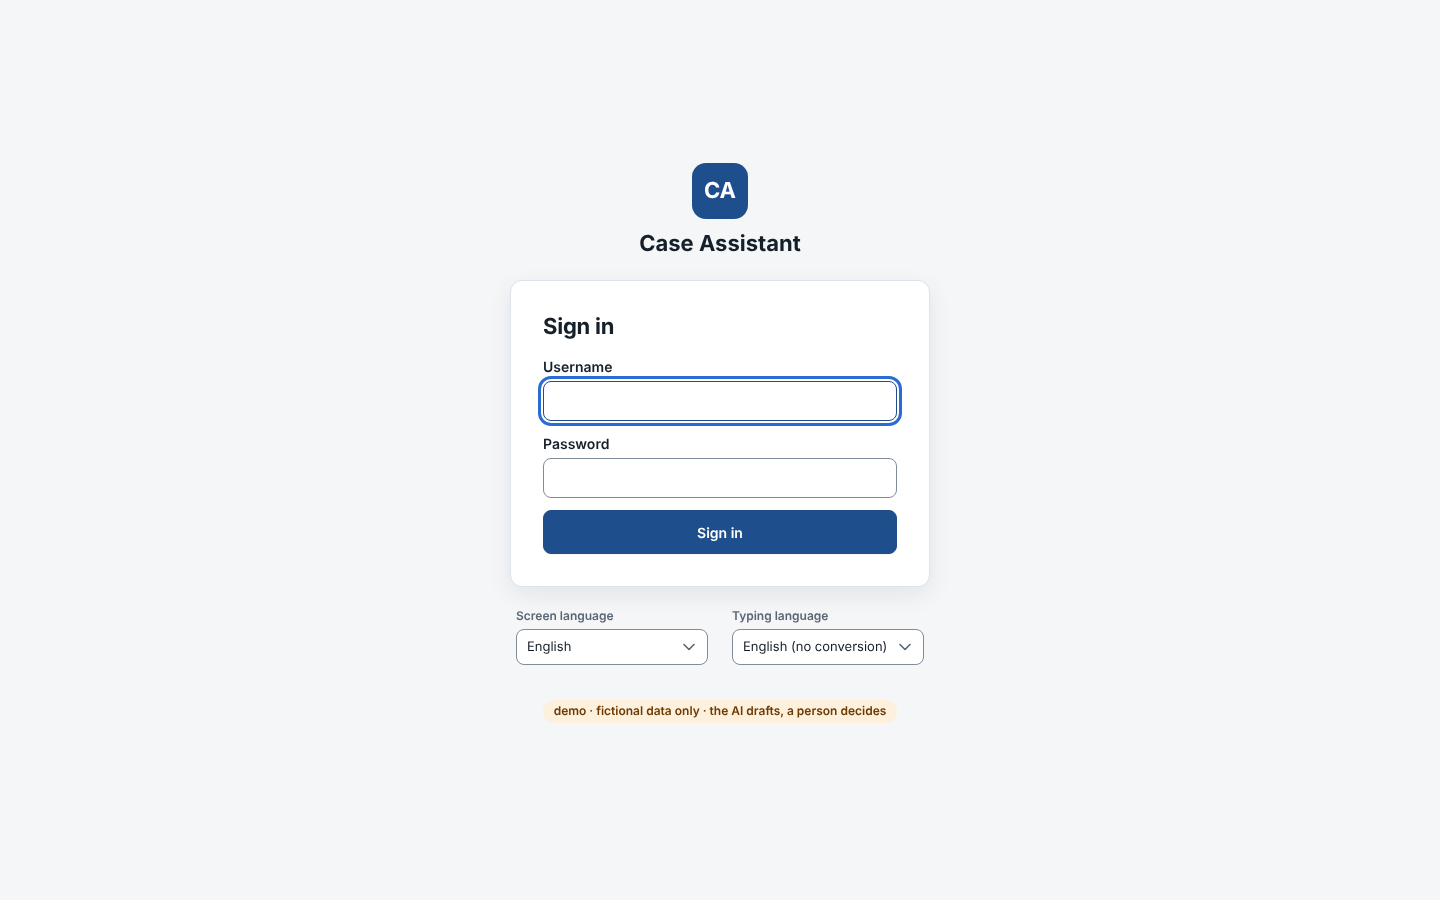 CA
Case Assistant
Sign in
Username
Password
Sign in
Screen language
Typing language
English
English (no conversion)
demo · fictional data only · the AI drafts, a person decides